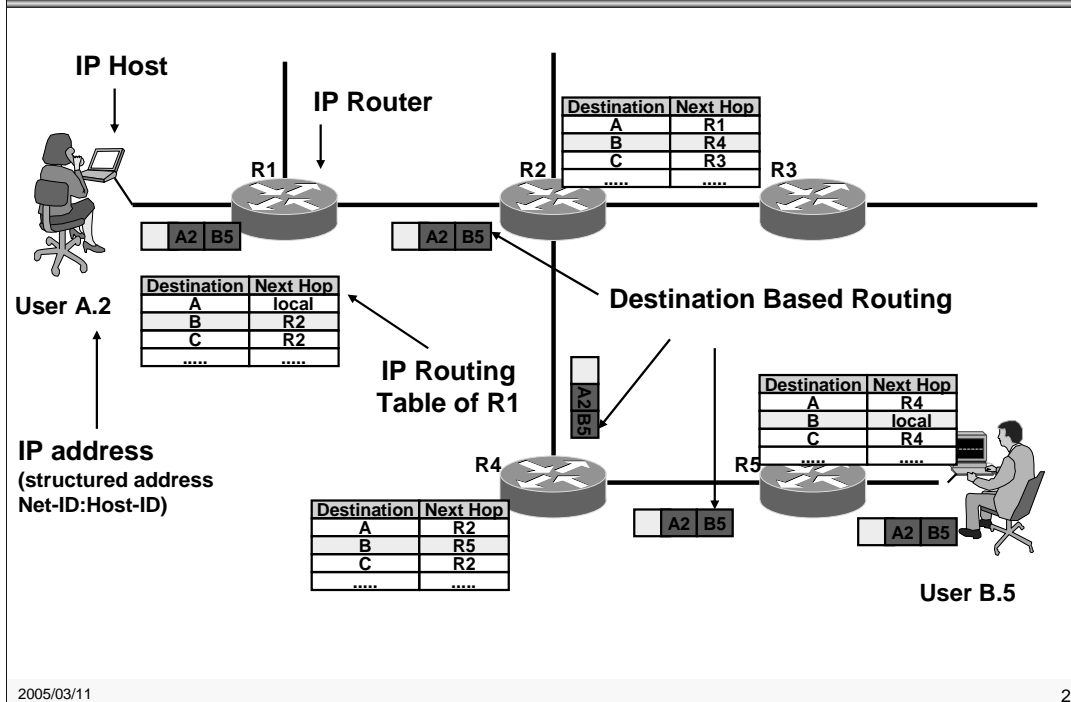 IP Host
IP Router
Destination Next Hop
A R1
B R4
C R3
..... .....
R1
R2
R3
A2 B5
A2 B5
User A.2
Destination Next Hop
A local
B R2
C R2
..... .....
Destination Based Routing
IP Routing
Table of R1
A2 B5
Destination Next Hop
A R4
B local
C R4
..... .....
IP address
(structured address
Net-ID:Host-ID)
R4
R5
Destination Next Hop
A R2
B R5
C R2
..... .....
A2 B5
A2 B5
User B.5
2005/03/11
2